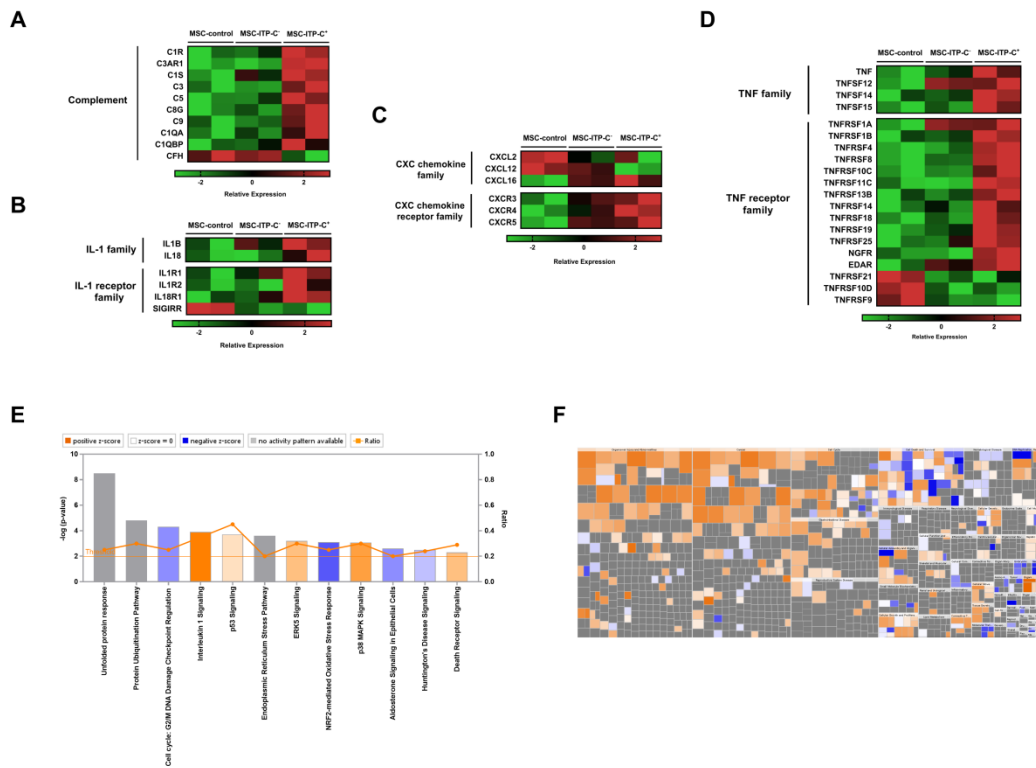 A
MSC-control MSC-ITP-C⁻ MSC-ITP-C⁺
Complement
C1R
C3AR1
C1S
C3
C5
C8G
C9
C1QA
C1QBP
CFH
-2 0 2
Relative Expression
B
MSC-control MSC-ITP-C⁻ MSC-ITP-C⁺
IL-1 family
IL1B
IL18
IL-1 receptor
family
IL1R1
IL1R2
IL18R1
SIGIRR
-2 0 2
Relative Expression
C
MSC-control MSC-ITP-C⁻ MSC-ITP-C⁺
CXC chemokine
family
CXCL2
CXCL12
CXCL16
CXC chemokine
receptor family
CXCR3
CXCR4
CXCR5
-2 0 2
Relative Expression
D
MSC-control MSC-ITP-C⁻ MSC-ITP-C⁺
TNF family
TNF
TNFSF12
TNFSF14
TNFSF15
TNF receptor
family
TNFRSF1A
TNFRSF1B
TNFRSF4
TNFRSF8
TNFRSF10C
TNFRSF11C
TNFRSF13B
TNFRSF14
TNFRSF18
TNFRSF19
TNFRSF25
NGFR
EDAR
TNFRSF21
TNFRSF10D
TNFRSF9
-2 0 2
Relative Expression
E
positive z-score z-score = 0 negative z-score no activity pattern available Ratio
-log (p-value)
10
8
6
4
2
0
Th
Ratio
1.0
0.8
0.6
0.4
0.2
0.0
Unfolded protein response
Protein Ubiquitination Pathway
Cell cycle: G2/M DNA Damage Checkpoint Regulation
Interleukin 1 Signaling
p53 Signaling
Endoplasmic Reticulum Stress Pathway
ERK5 Signaling
NRF2-mediated Oxidative Stress Response
p38 MAPK Signaling
Aldosterone Signaling in Epithelial Cells
Huntington's Disease Signaling
Death Receptor Signaling
F